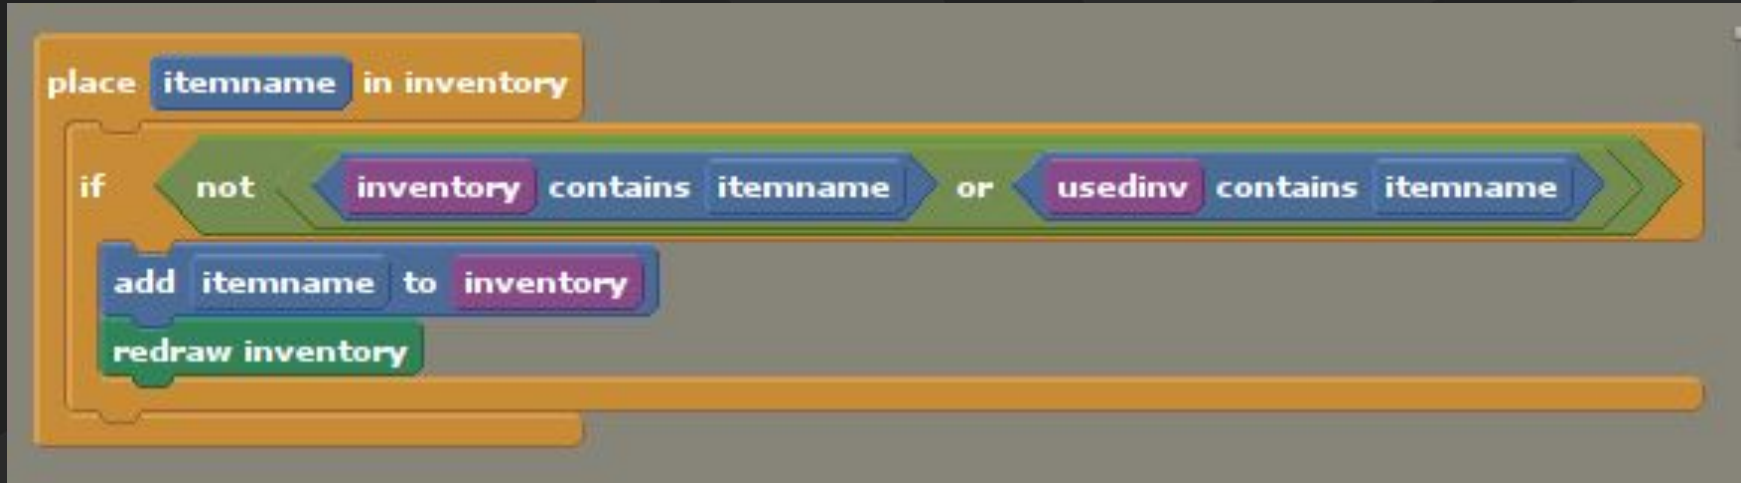 place itemname in inventory
if not inventory contains itemname or usedinv contains itemname
add itemname to inventory
redraw inventory